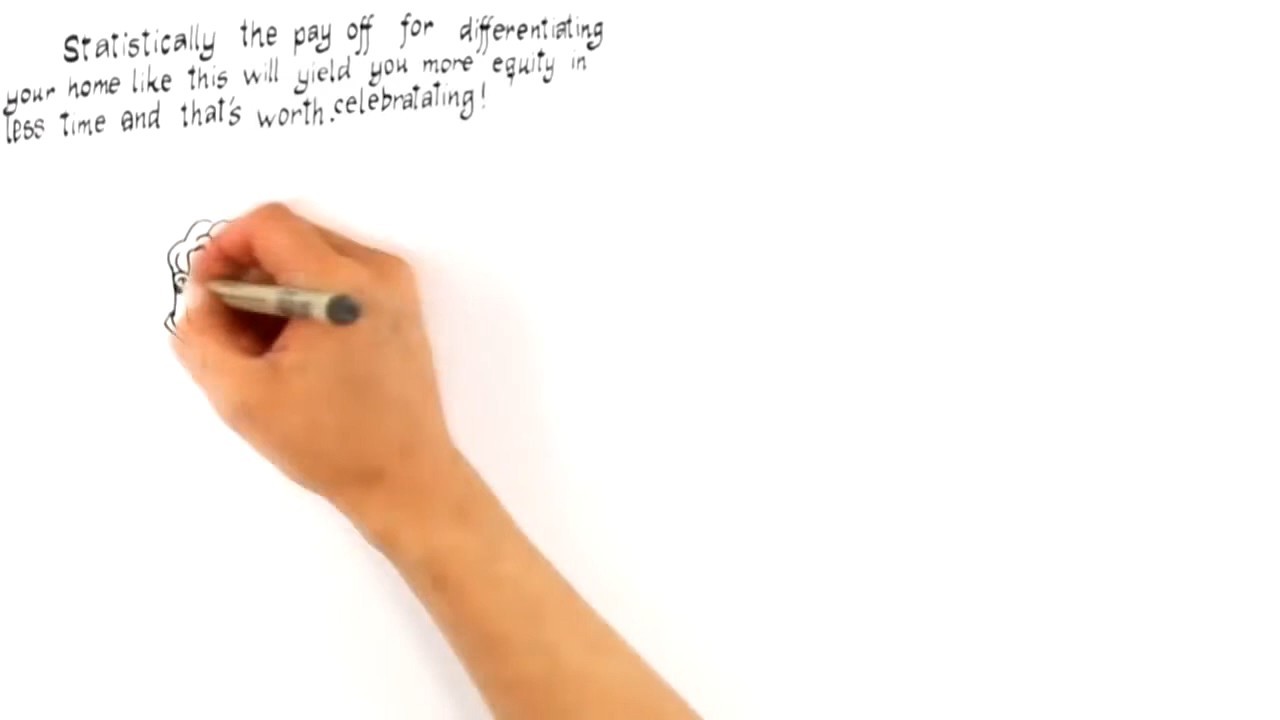 Statistically the pay off for differentiating
your home like this will yield you more equity in
less time and that's worth.celebratating!